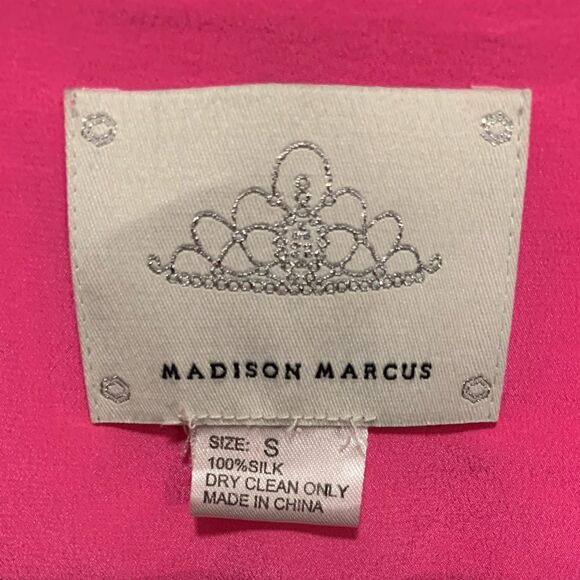 MADISON MARCUS
SIZE: S
100%SILK
DRY CLEAN ONLY
MADE IN CHINA